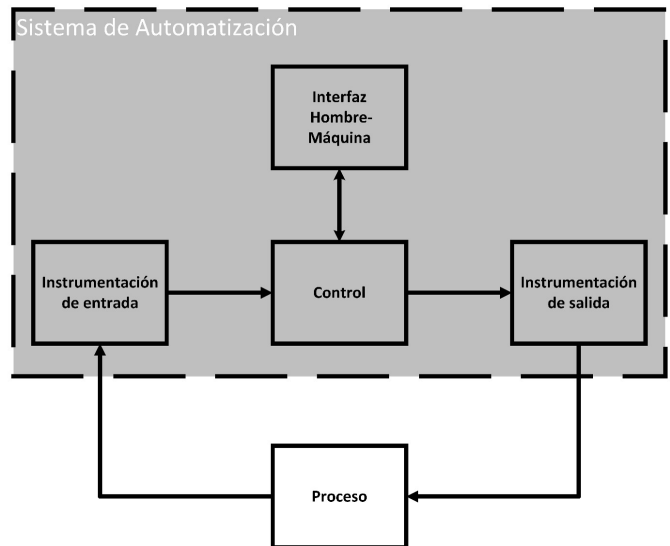 Sistema de Automatización
Interfaz
Hombre-
Máquina
Instrumentación
de entrada
Control
Instrumentación
de salida
Proceso